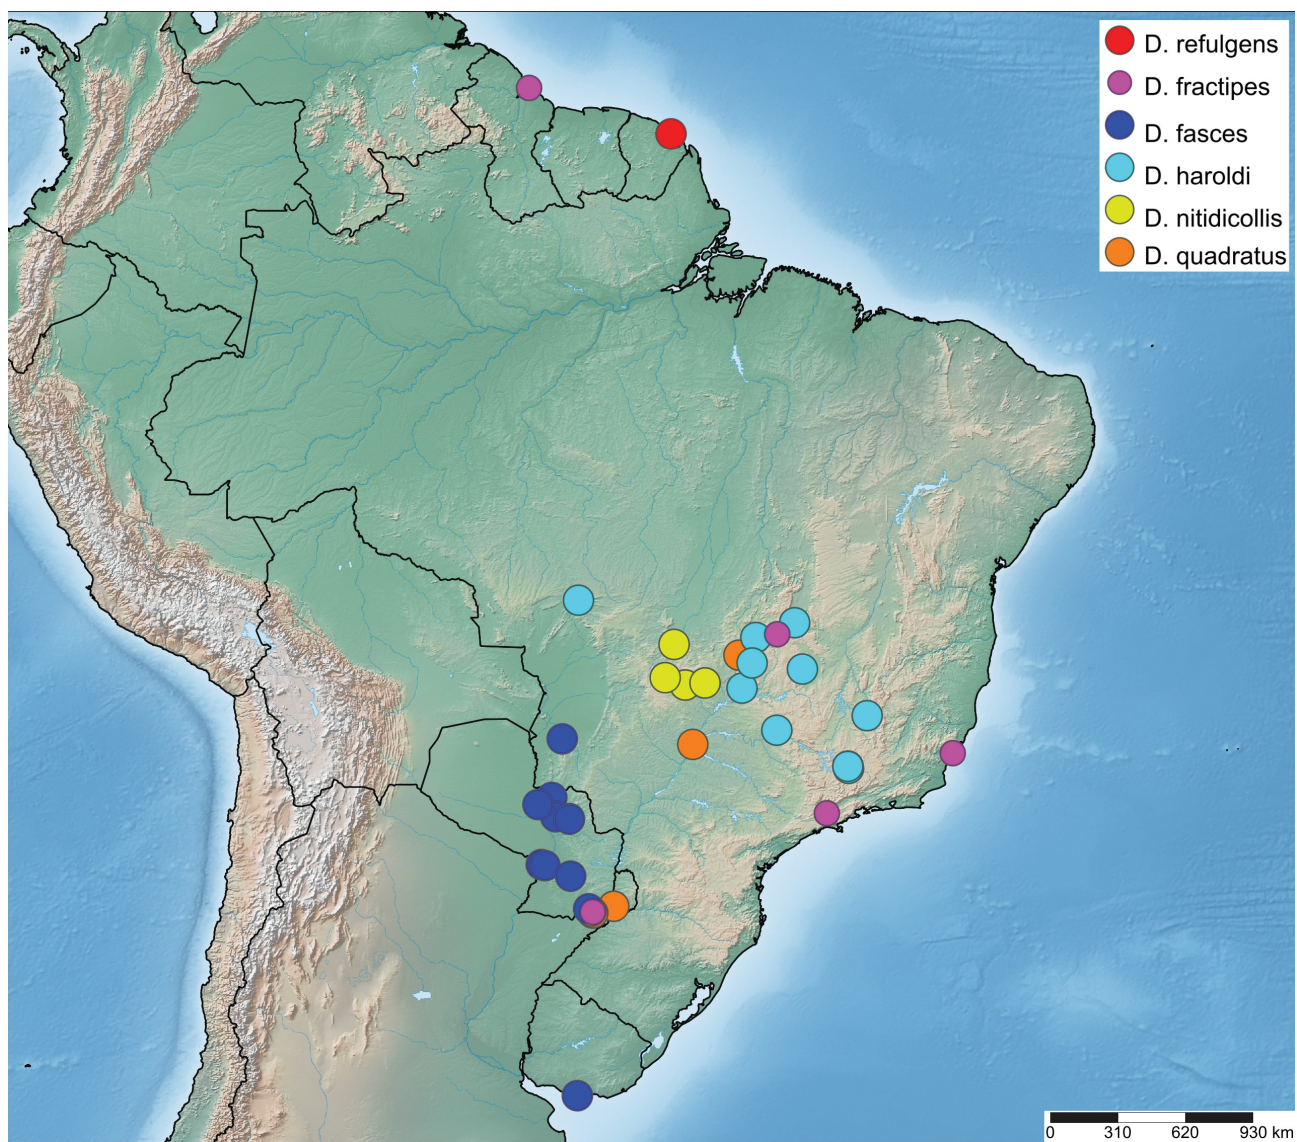 D. refulgens
D. fractipes
D. fasces
D. haroldi
D. nitidicollis
D. quadratus
0 310 620 930 km